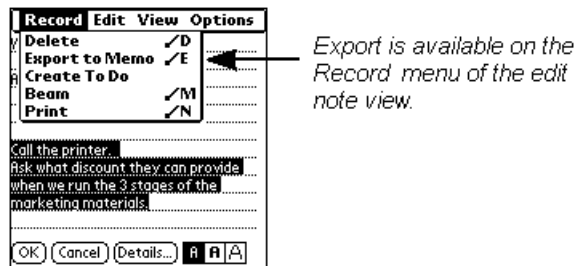 Record Edit View Options
Delete /D
Export to Memo /E
Create To Do
Beam /M
Print /N
Call the printer.
Ask what discount they can provide
when we run the 3 stages of the
marketing materials.
OK Cancel Details... A A A
Export is available on the
Record menu of the edit
note view.